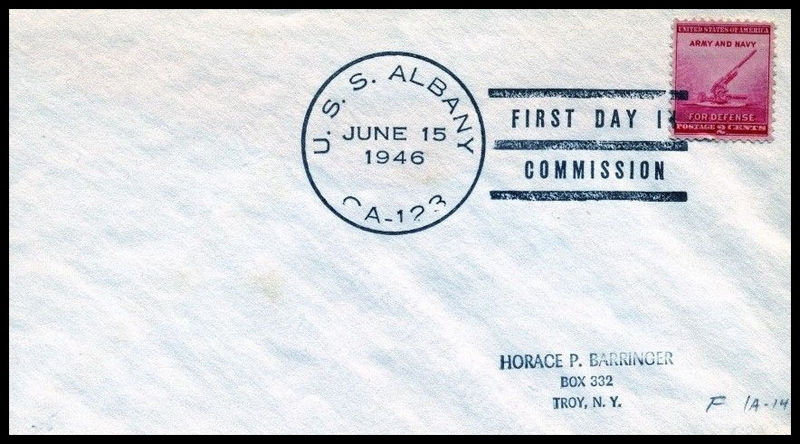 UNITED STATES OF AMERICA
ARMY AND NAVY
FOR DEFENSE
POSTAGE 2 CENTS
U. S. S. ALBANY
JUNE 15
1946
CA-123
FIRST DAY I
COMMISSION
HORACE P. BARRINGER
BOX 332
TROY, N. Y.
F 1A-14